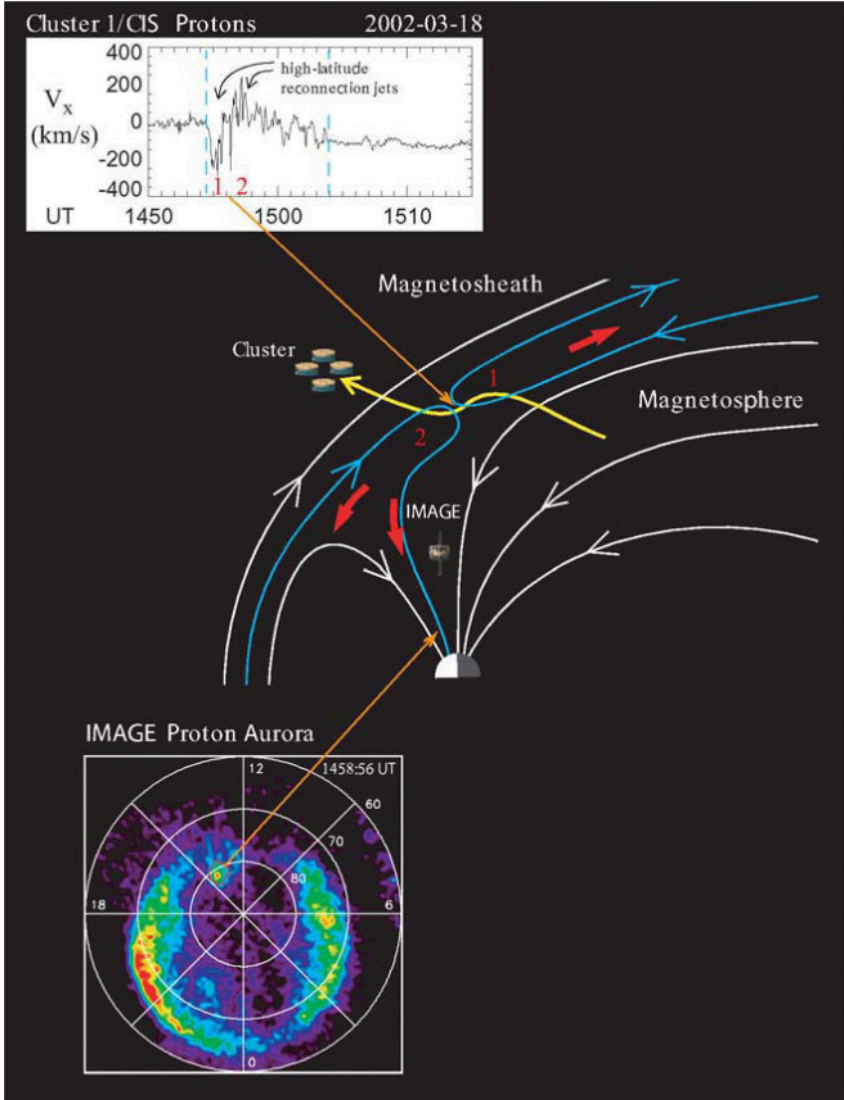 Cluster 1/CIS Protons 2002-03-18
400
200
0
-200
-400
V_x
(km/s)
high-latitude
reconnection jets
1 2
UT 1450 1500 1510
Magnetosheath
Cluster
1
Magnetosphere
2
IMAGE
IMAGE Proton Aurora
12 1458:56 UT
60
70
80
18 6
0